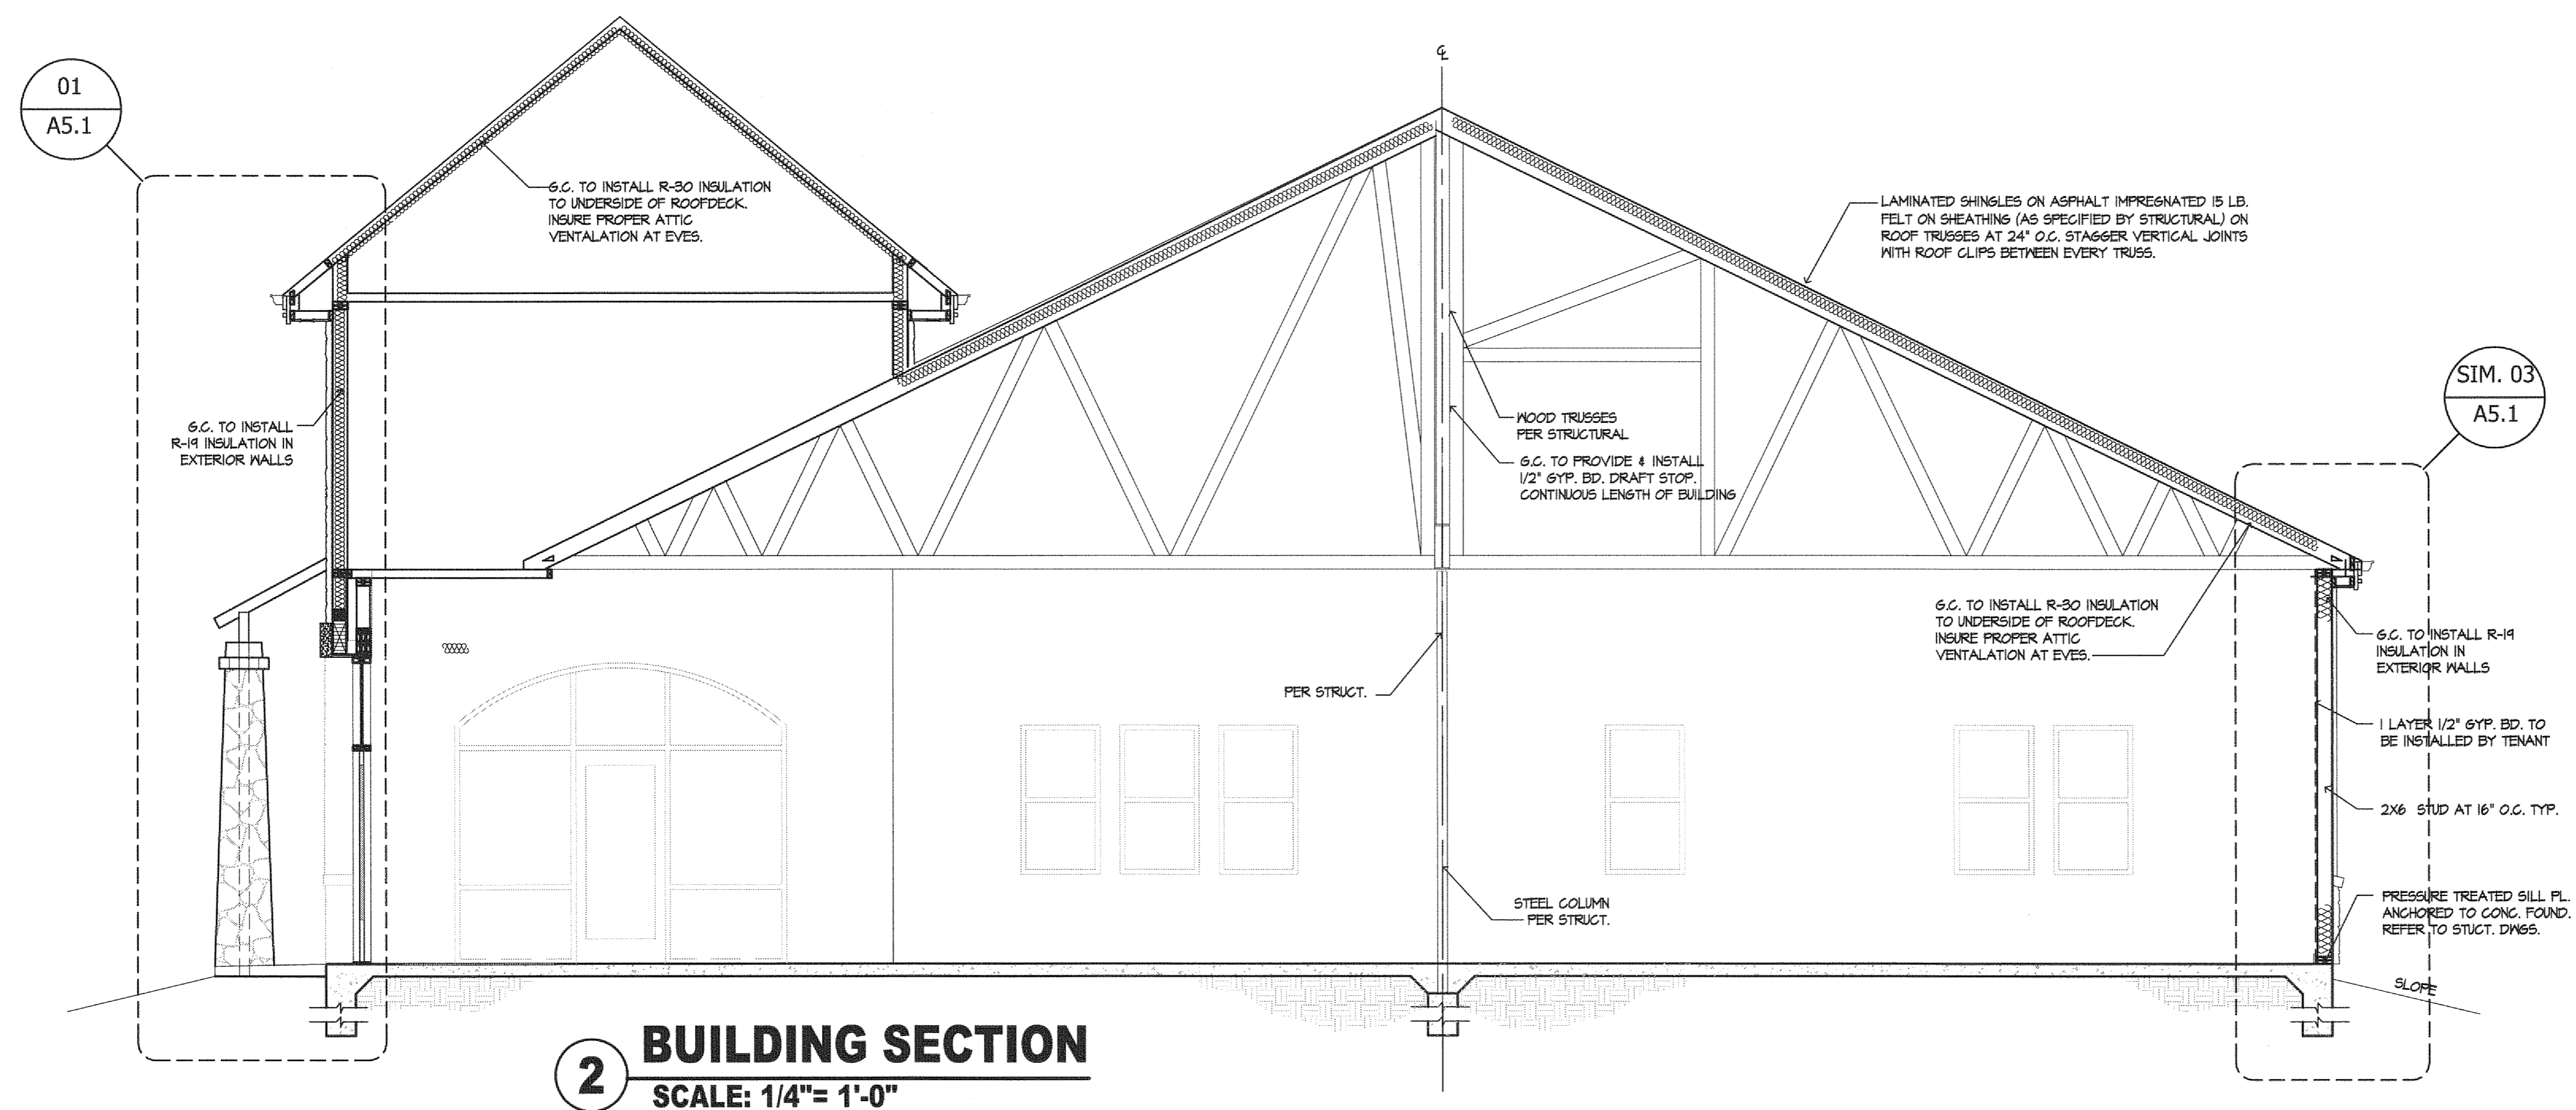 01
A5.1
G.C. TO INSTALL R-30 INSULATION
TO UNDERSIDE OF ROOFDECK.
INSURE PROPER ATTIC
VENTALATION AT EVES.
G.C. TO INSTALL
R-19 INSULATION IN
EXTERIOR WALLS
℄
LAMINATED SHINGLES ON ASPHALT IMPREGNATED 15 LB.
FELT ON SHEATHING (AS SPECIFIED BY STRUCTURAL) ON
ROOF TRUSSES AT 24" O.C. STAGGER VERTICAL JOINTS
WITH ROOF CLIPS BETWEEN EVERY TRUSS.
SIM. 03
A5.1
WOOD TRUSSES
PER STRUCTURAL
G.C. TO PROVIDE & INSTALL
1/2" GYP. BD. DRAFT STOP.
CONTINUOUS LENGTH OF BUILDING
G.C. TO INSTALL R-30 INSULATION
TO UNDERSIDE OF ROOFDECK.
INSURE PROPER ATTIC
VENTALATION AT EVES.
G.C. TO INSTALL R-19
INSULATION IN
EXTERIOR WALLS
PER STRUCT.
1 LAYER 1/2" GYP. BD. TO
BE INSTALLED BY TENANT
2X6 STUD AT 16" O.C. TYP.
STEEL COLUMN
PER STRUCT.
PRESSURE TREATED SILL PL.
ANCHORED TO CONC. FOUND.
REFER TO STUCT. DWGS.
SLOPE
2
BUILDING SECTION
SCALE: 1/4"= 1'-0"